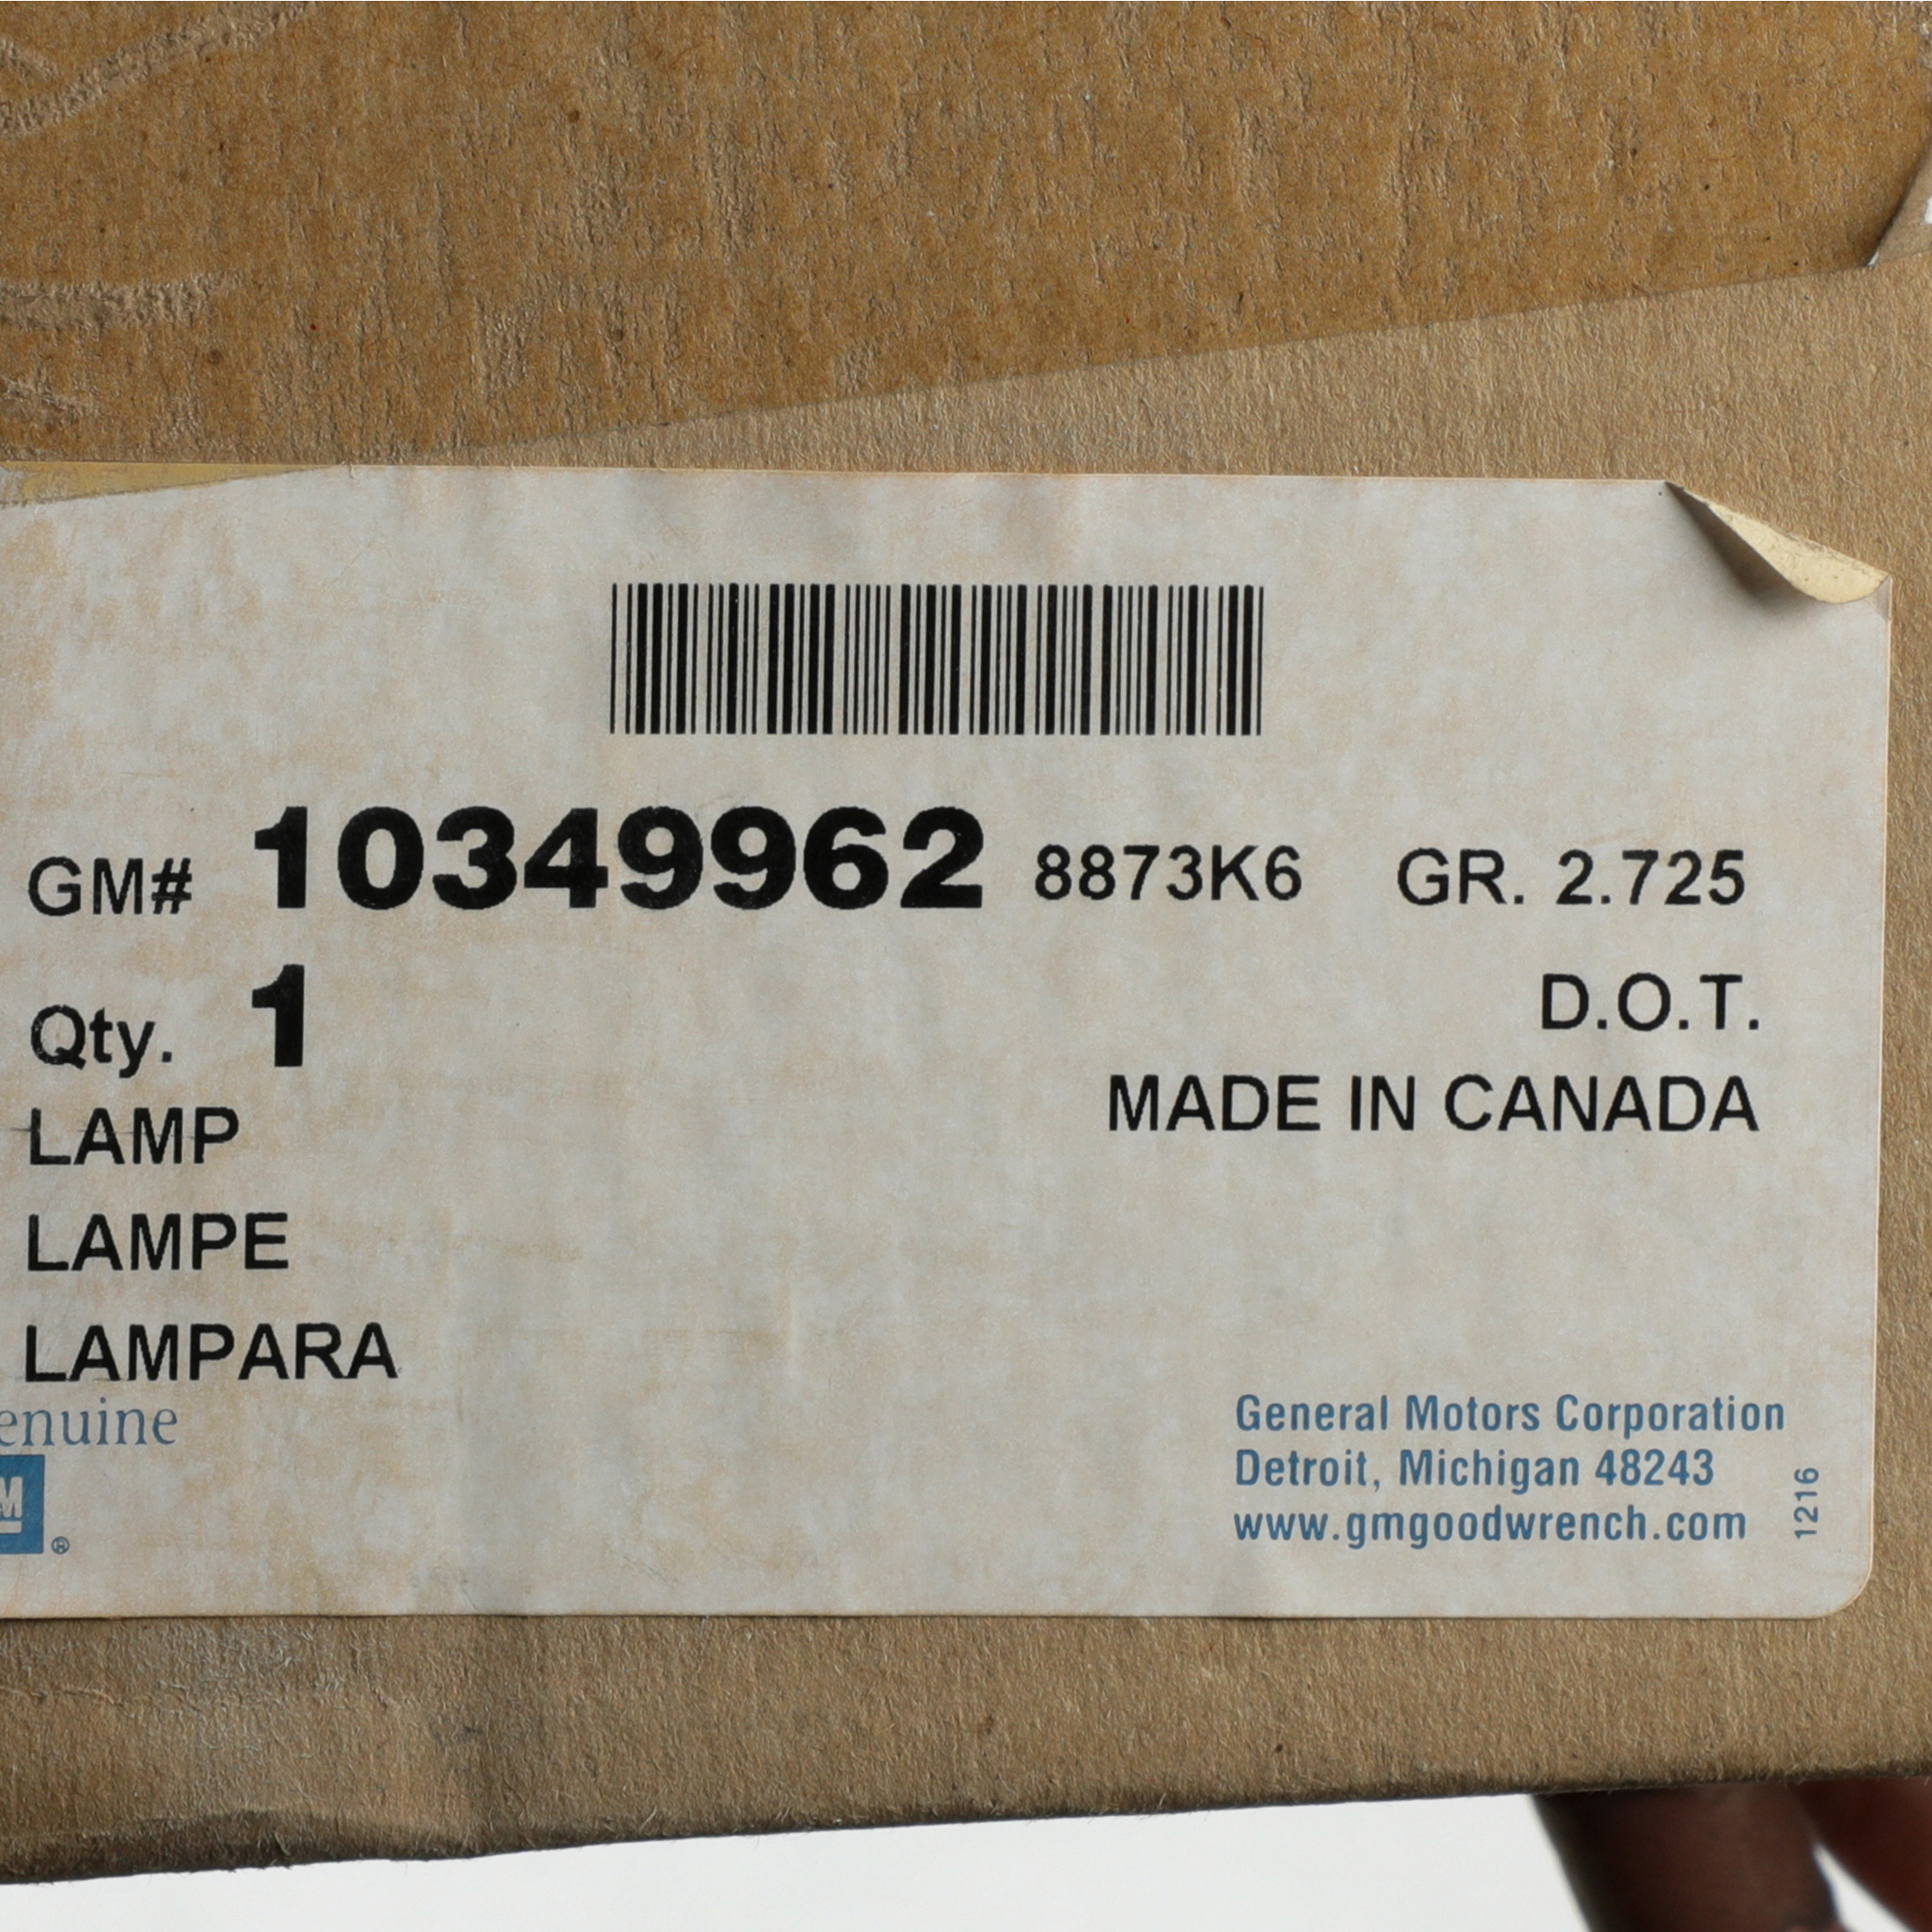 GM# 10349962 8873K6 GR. 2.725
Qty. 1
D.O.T.
LAMP
MADE IN CANADA
LAMPE
LAMPARA
enuine
M ®
General Motors Corporation
Detroit, Michigan 48243
www.gmgoodwrench.com
1216